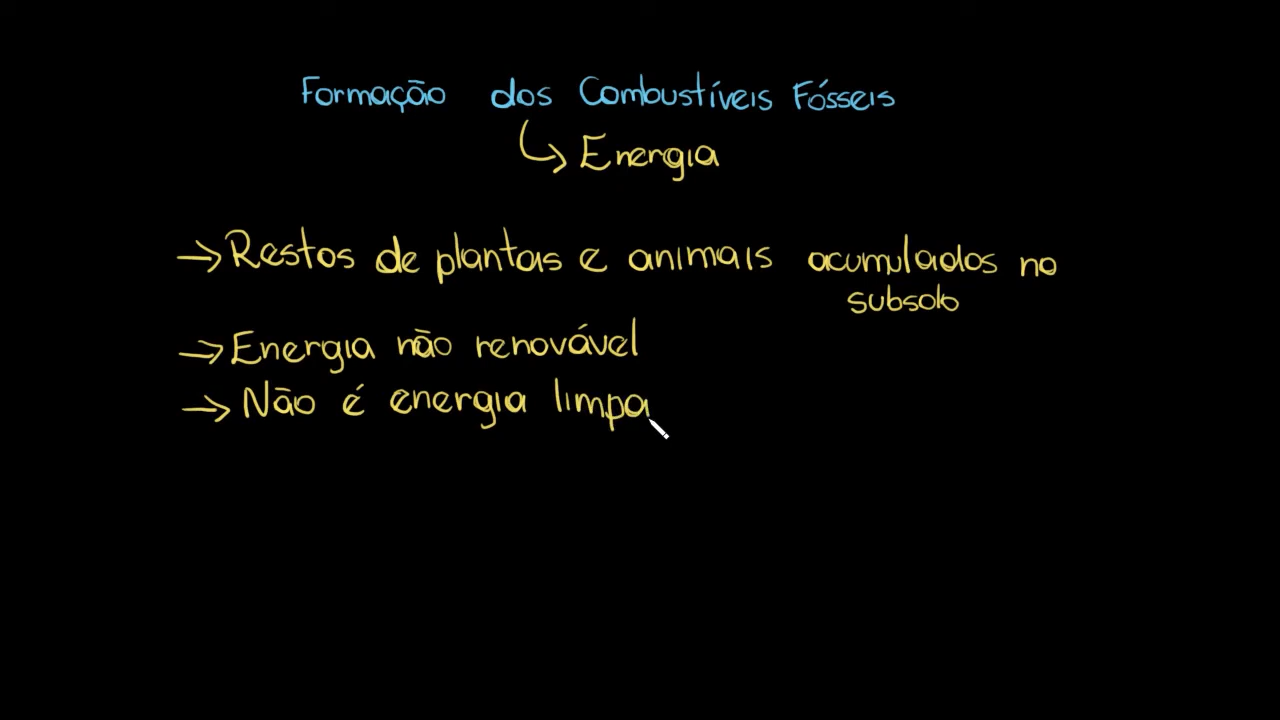 Formação dos Combustíveis Fósseis
↳ Energia
→ Restos de plantas e animais acumulados no
subsolo
→ Energia não renovável
→ Não é energia limpa